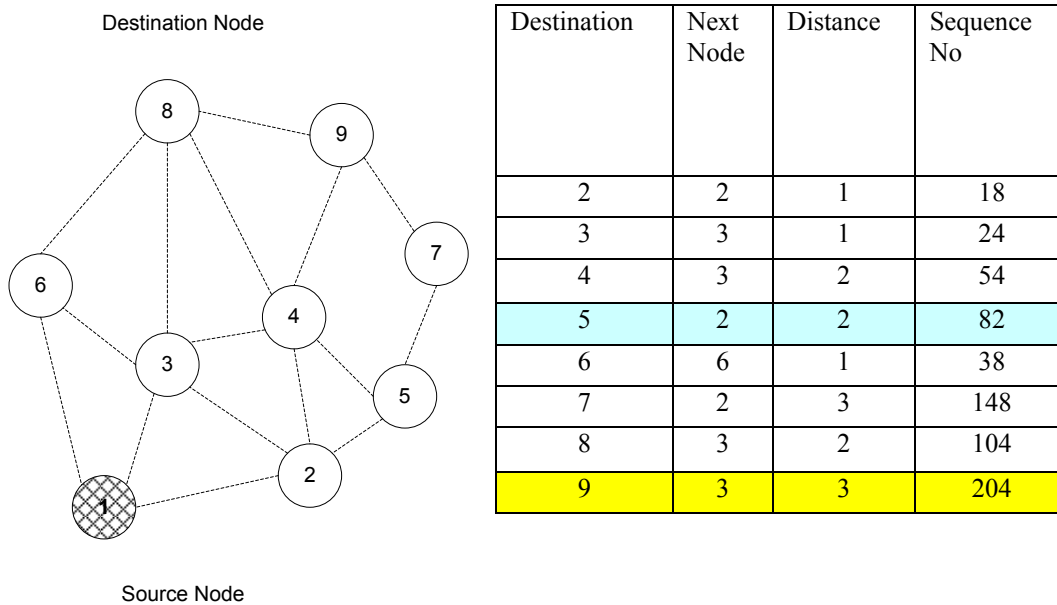 Destination Node
8
9
7
6
4
3
5
2
1
Source Node
Destination Next Node Distance Sequence No
2 2 1 18
3 3 1 24
4 3 2 54
5 2 2 82
6 6 1 38
7 2 3 148
8 3 2 104
9 3 3 204